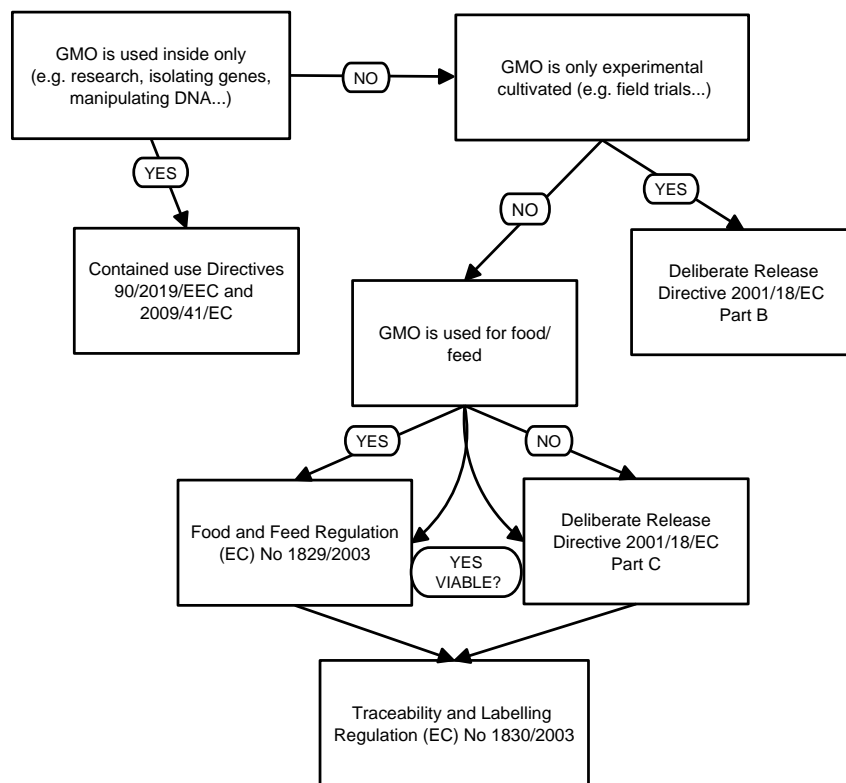 GMO is used inside only
(e.g. research, isolating genes,
manipulating DNA...)
NO
GMO is only experimental
cultivated (e.g. field trials...)
YES
NO
YES
Contained use Directives
90/2019/EEC and
2009/41/EC
Deliberate Release
Directive 2001/18/EC
Part B
GMO is used for food/
feed
YES
NO
Food and Feed Regulation
(EC) No 1829/2003
YES
VIABLE?
Deliberate Release
Directive 2001/18/EC
Part C
Traceability and Labelling
Regulation (EC) No 1830/2003